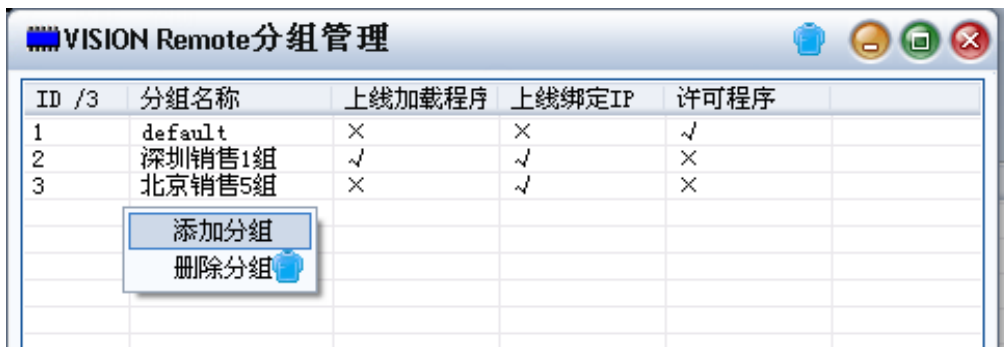 VISION Remote分组管理
ID /3 分组名称 上线加载程序 上线绑定IP 许可程序
1 default × × √
2 深圳销售1组 √ √ ×
3 北京销售5组 × √ ×
添加分组
删除分组